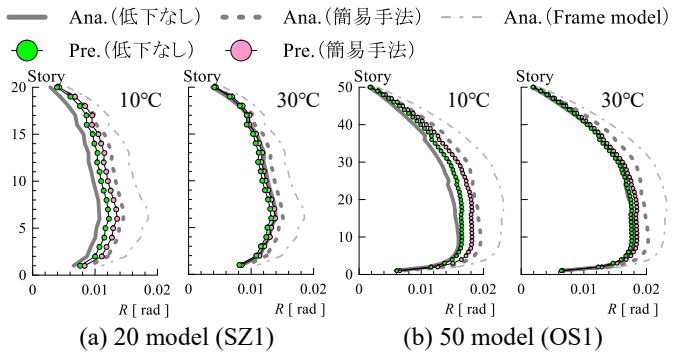 Ana.（低下なし） Ana.（簡易手法） Ana.（Frame model）
Pre.（低下なし） Pre.（簡易手法）
Story Story Story Story
20 10℃ 30℃ 50 10℃ 30℃
15 40
10 30
5 20
10
0 0
0 0.01 0.02 0 0.01 0.02 0 0.01 0.02 0 0.01 0.02
R [ rad ] R [ rad ] R [ rad ] R [ rad ]
(a) 20 model (SZ1) (b) 50 model (OS1)